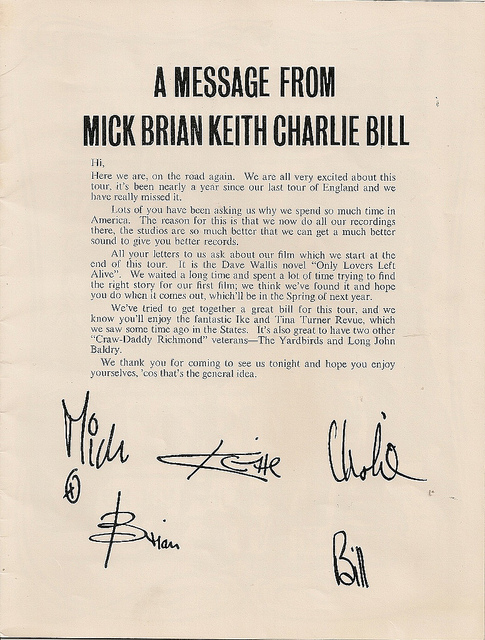 A MESSAGE FROM
MICK BRIAN KEITH CHARLIE BILL
Hi,
Here we are, on the road again. We are all very excited about this
tour, it's been nearly a year since our last tour of England and we
have really missed it.
Lots of you have been asking us why we spend so much time in
America. The reason for this is that we now do all our recordings
there, the studios are so much better that we can get a much better
sound to give you better records.
All your letters to us ask about our film which we start at the
end of this tour. It is the Dave Wallis novel "Only Lovers Left
Alive". We waited a long time and spent a lot of time trying to find
the right story for our first film; we think we've found it and hope
you do when it comes out, which'll be in the Spring of next year.
We've tried to get together a great bill for this tour, and we
know you'll enjoy the fantastic Ike and Tina Turner Revue, which
we saw some time ago in the States. It's also great to have two other
"Craw-Daddy Richmond" veterans—The Yardbirds and Long John
Baldry.
We thank you for coming to see us tonight and hope you enjoy
yourselves, 'cos that's the general idea.
Mick Keith Charlie
Brian Bill